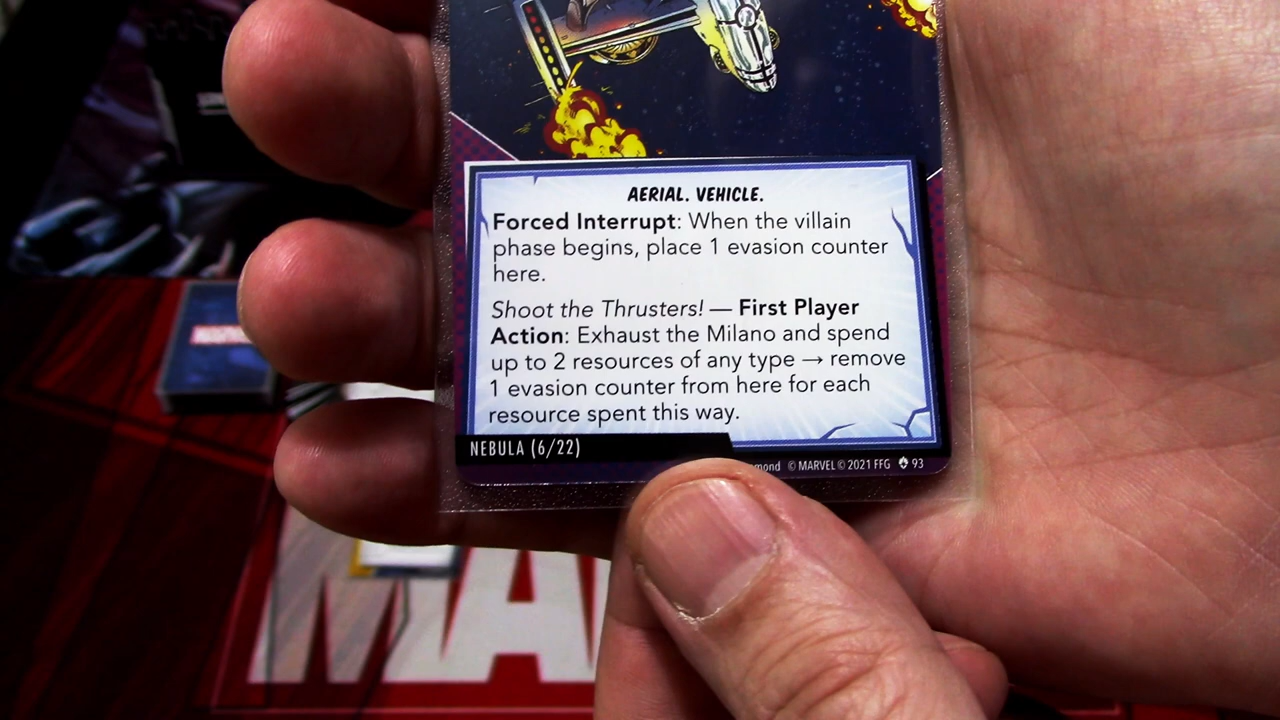 AERIAL. VEHICLE.
Forced Interrupt: When the villain
phase begins, place 1 evasion counter
here.
Shoot the Thrusters! — First Player
Action: Exhaust the Milano and spend
up to 2 resources of any type → remove
1 evasion counter from here for each
resource spent this way.
NEBULA (6/22)
© MARVEL © 2021 FFG 93
MA